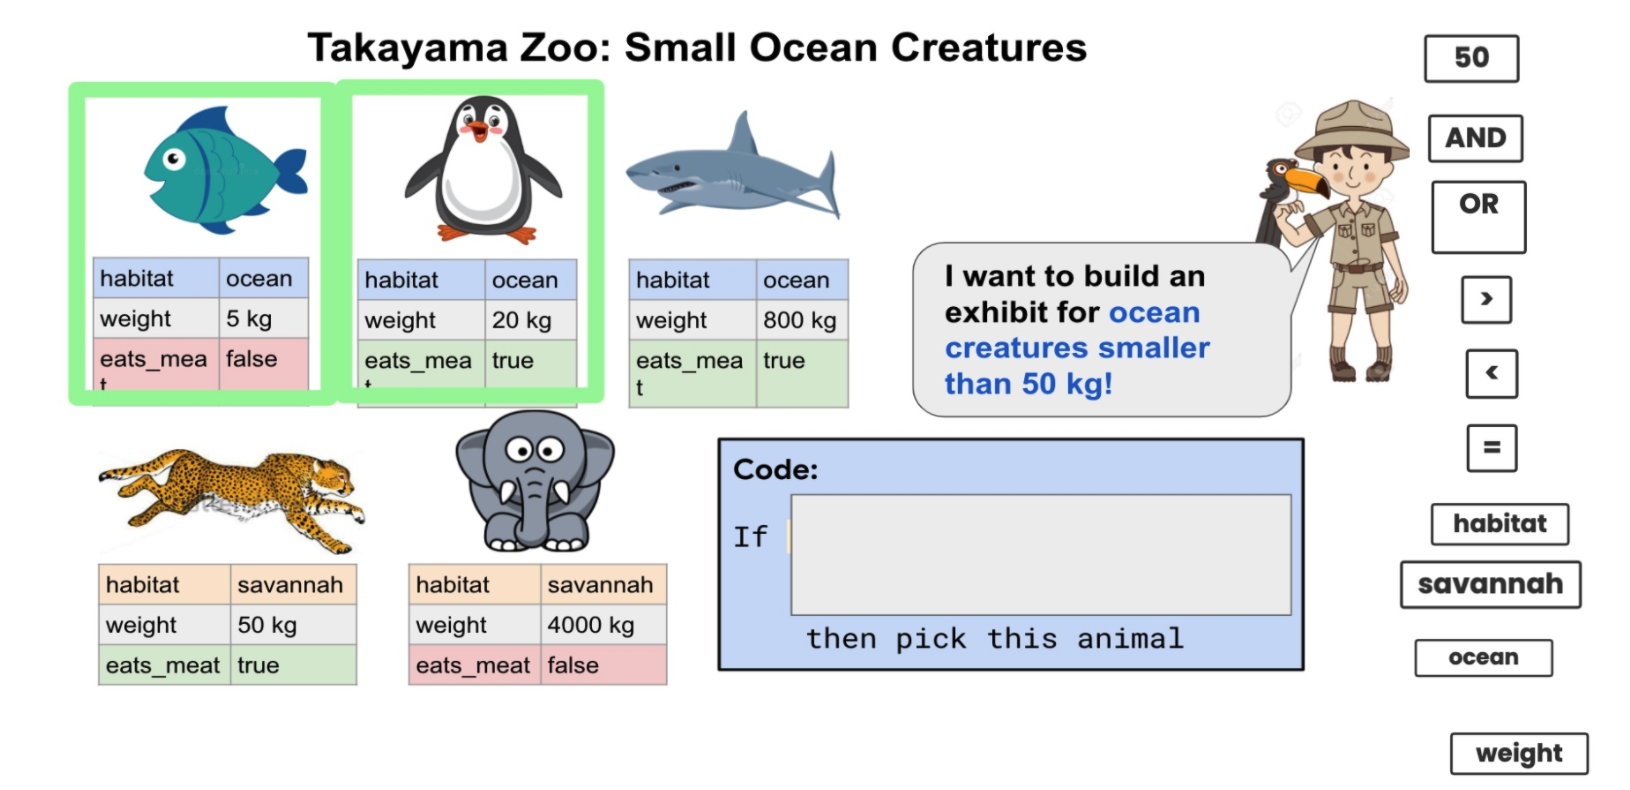 Takayama Zoo: Small Ocean Creatures
habitat ocean
weight 5 kg
eats_mea false
t
habitat ocean
weight 20 kg
eats_mea true
t
habitat ocean
weight 800 kg
eats_mea true
t
I want to build an
exhibit for ocean
creatures smaller
than 50 kg!
habitat savannah
weight 50 kg
eats_meat true
habitat savannah
weight 4000 kg
eats_meat false
Code:
If
then pick this animal
50
AND
OR
>
<
=
habitat
savannah
ocean
weight